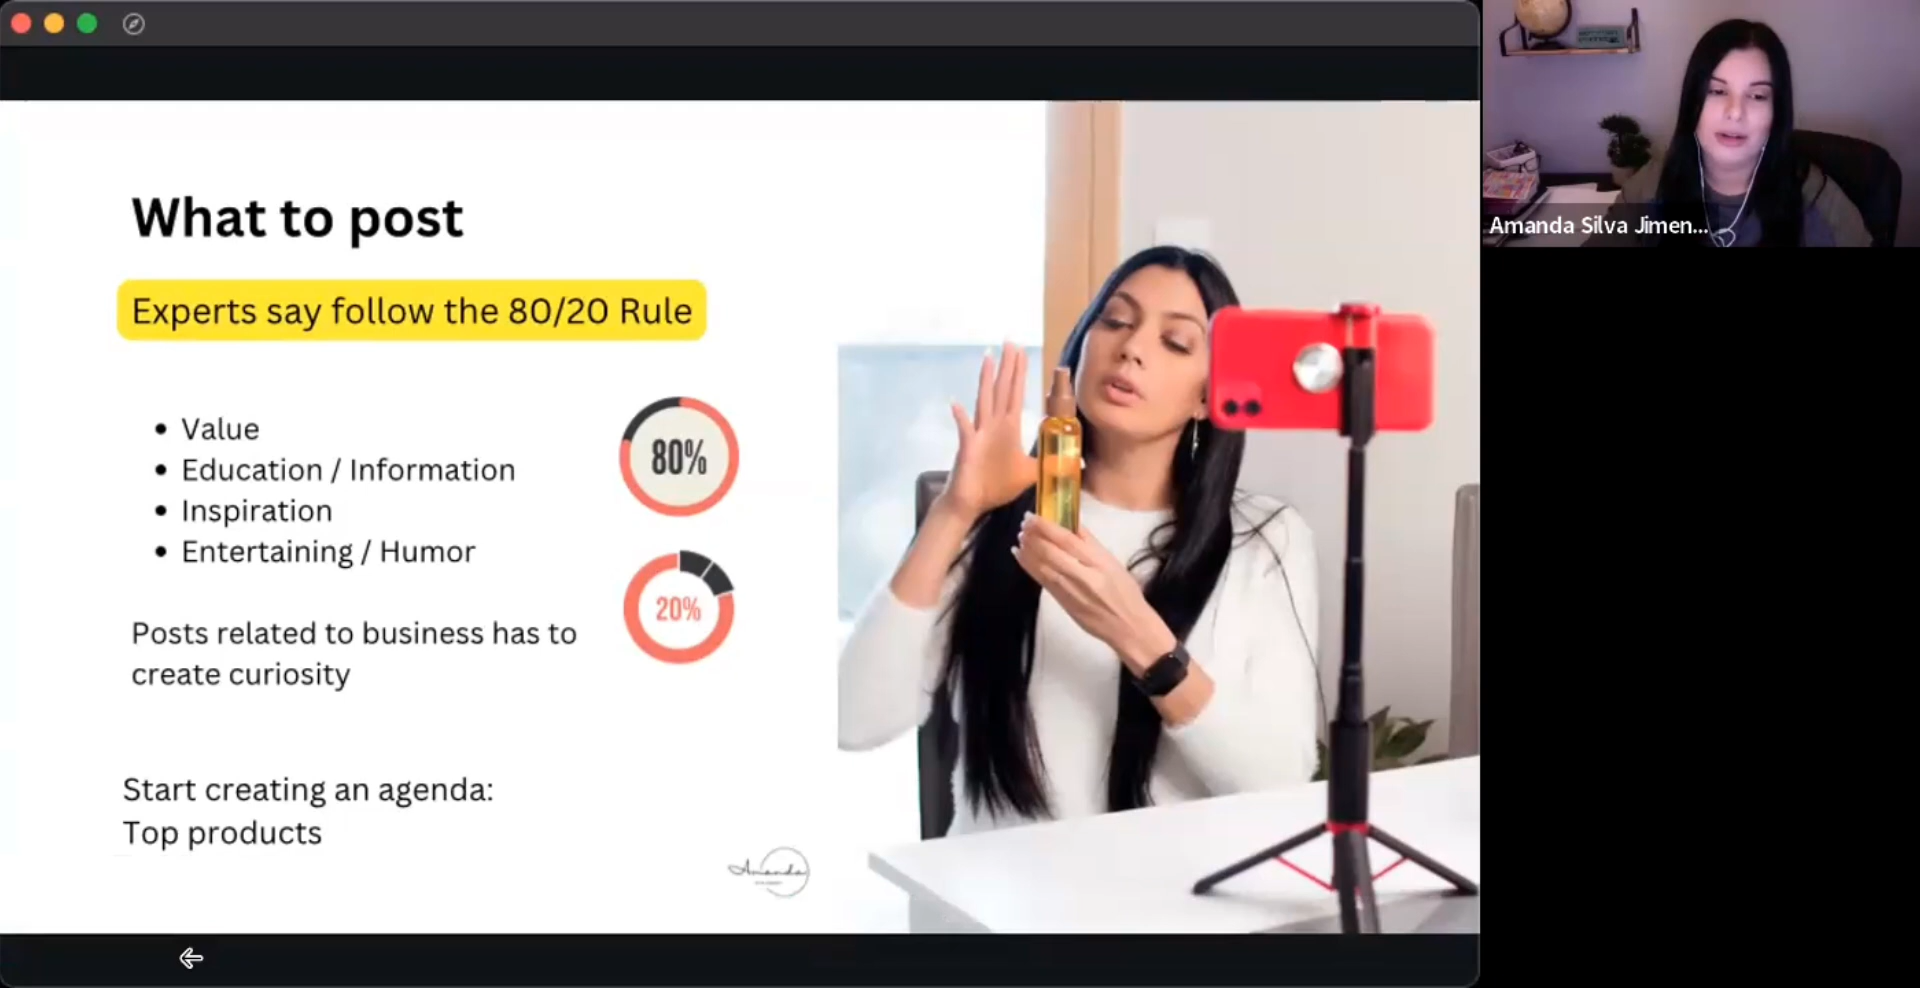 What to post
Experts say follow the 80/20 Rule
• Value
• Education / Information
• Inspiration
• Entertaining / Humor
80%
20%
Posts related to business has to
create curiosity
Start creating an agenda:
Top products
Amanda
Amanda Silva Jimen...